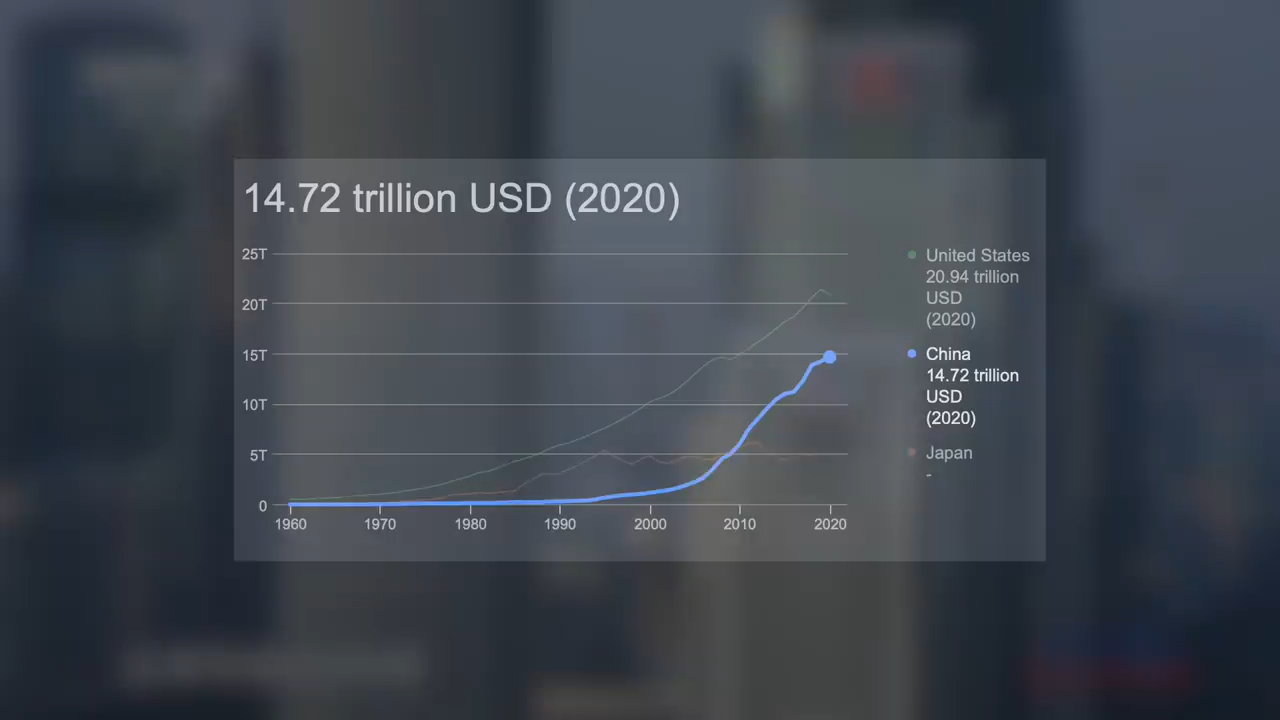 14.72 trillion USD (2020)
25T
20T
15T
10T
5T
0
1960 1970 1980 1990 2000 2010 2020
United States
20.94 trillion
USD
(2020)
China
14.72 trillion
USD
(2020)
Japan
-